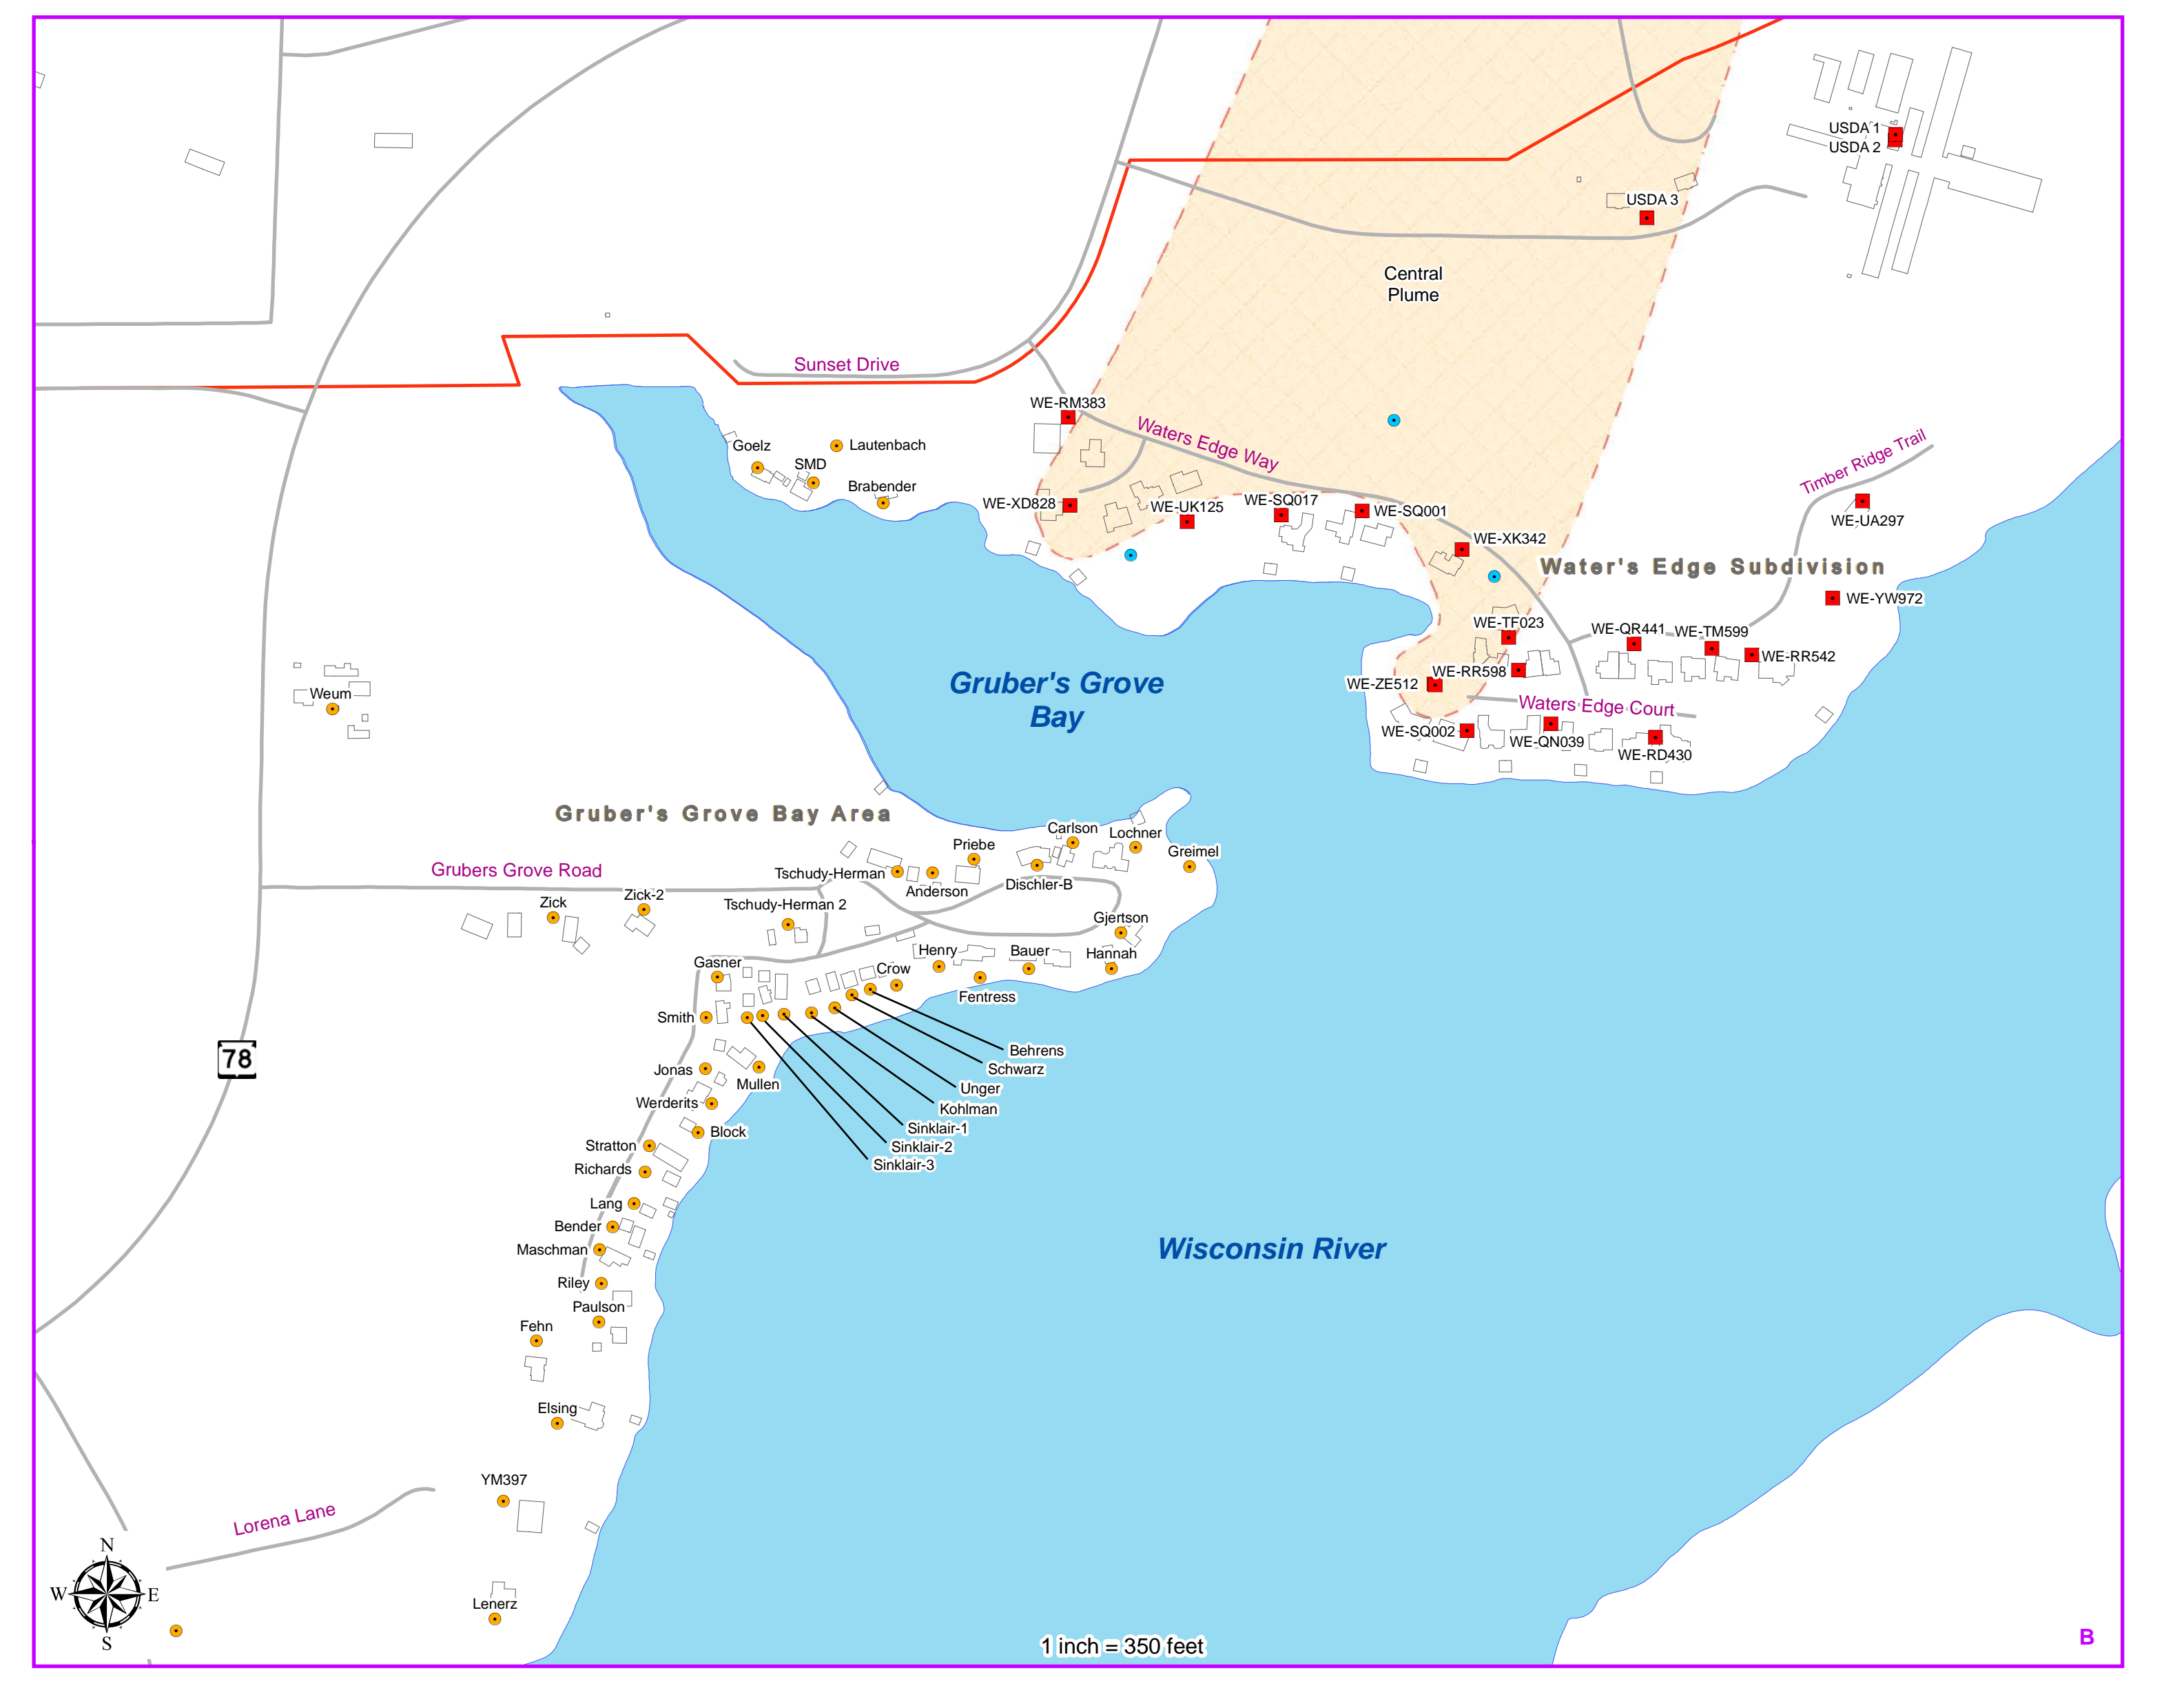 USDA 1
USDA 2
USDA 3
Central
Plume
Sunset Drive
WE-RM383
Waters Edge Way
Goelz
Lautenbach
SMD
Brabender
WE-XD828
WE-UK125
WE-SQ017
WE-SQ001
WE-XK342
Timber Ridge Trail
WE-UA297
Water's Edge Subdivision
WE-YW972
WE-TF023
WE-QR441
WE-TM599
WE-RR542
WE-RR598
WE-ZE512
Waters Edge Court
WE-SQ002
WE-QN039
WE-RD430
Gruber's Grove
Bay
Weum
Gruber's Grove Bay Area
Grubers Grove Road
Carlson
Lochner
Priebe
Greimel
Tschudy-Herman
Anderson
Dischler-B
Zick
Zick-2
Tschudy-Herman 2
Gjertson
Gasner
Henry
Bauer
Hannah
Crow
Fentress
Smith
78
Behrens
Schwarz
Unger
Kohlman
Sinklair-1
Sinklair-2
Sinklair-3
Jonas
Mullen
Werderits
Block
Stratton
Richards
Lang
Bender
Maschman
Riley
Paulson
Fehn
Wisconsin River
Elsing
YM397
Lorena Lane
Lenerz
N
W
E
S
1 inch = 350 feet
B